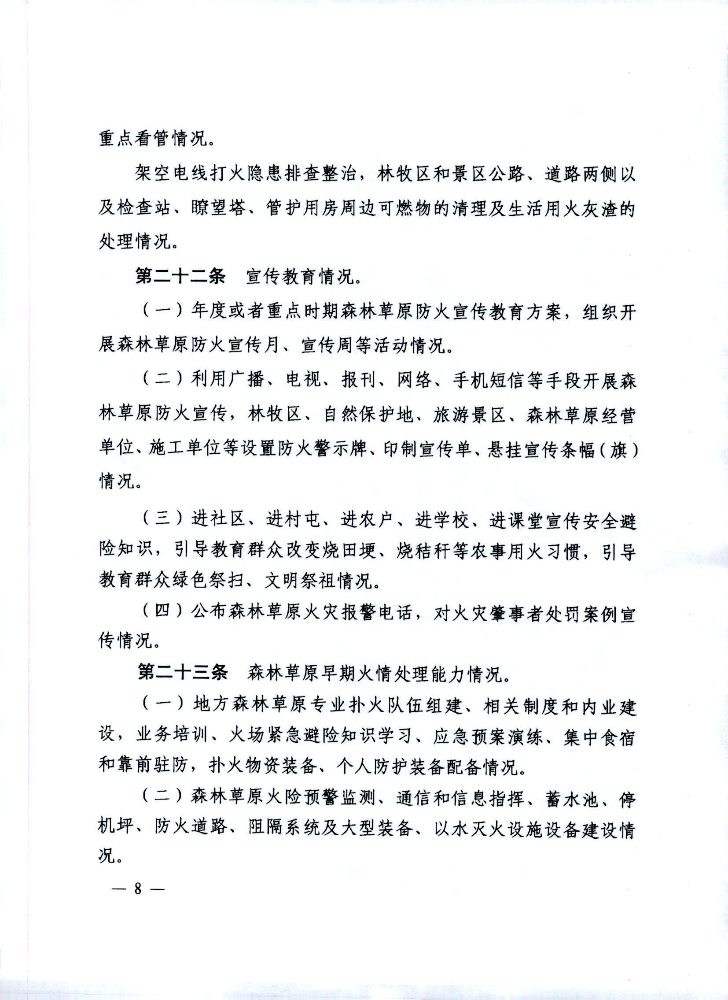 重点看管情况。
架空电线打火隐患排查整治，林牧区和景区公路、道路两侧以
及检查站、瞭望塔、管护用房周边可燃物的清理及生活用火灰渣的
处理情况。
第二十二条　宣传教育情况。
（一）年度或者重点时期森林草原防火宣传教育方案，组织开
展森林草原防火宣传月、宣传周等活动情况。
（二）利用广播、电视、报刊、网络、手机短信等手段开展森
林草原防火宣传，林牧区、自然保护地、旅游景区、森林草原经营
单位、施工单位等设置防火警示牌、印制宣传单、悬挂宣传条幅（旗）
情况。
（三）进社区、进村屯、进农户、进学校、进课堂宣传安全避
险知识，引导教育群众改变烧田埂、烧秸秆等农事用火习惯，引导
教育群众绿色祭扫、文明祭祖情况。
（四）公布森林草原火灾报警电话，对火灾肇事者处罚案例宣
传情况。
第二十三条　森林草原早期火情处理能力情况。
（一）地方森林草原专业扑火队伍组建、相关制度和内业建
设，业务培训、火场紧急避险知识学习、应急预案演练、集中食宿
和靠前驻防，扑火物资装备、个人防护装备配备情况。
（二）森林草原火险预警监测、通信和信息指挥、蓄水池、停
机坪、防火道路、阻隔系统及大型装备、以水灭火设施设备建设情
况。
— 8 —